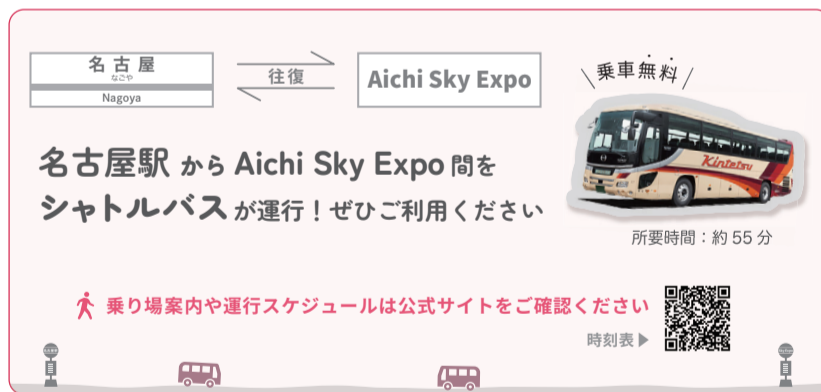 名古屋
なごや
Nagoya
往復
Aichi Sky Expo
乗車無料
Kintetsu
名古屋駅 から Aichi Sky Expo 間を
シャトルバスが運行！ぜひご利用ください
所要時間：約 55 分
乗り場案内や運行スケジュールは公式サイトをご確認ください
時刻表▶